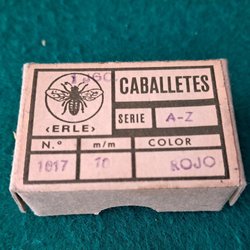 CABALLETES
SERIE A-Z
‹ERLE›
N.º m/m COLOR
1017 10 ROJO